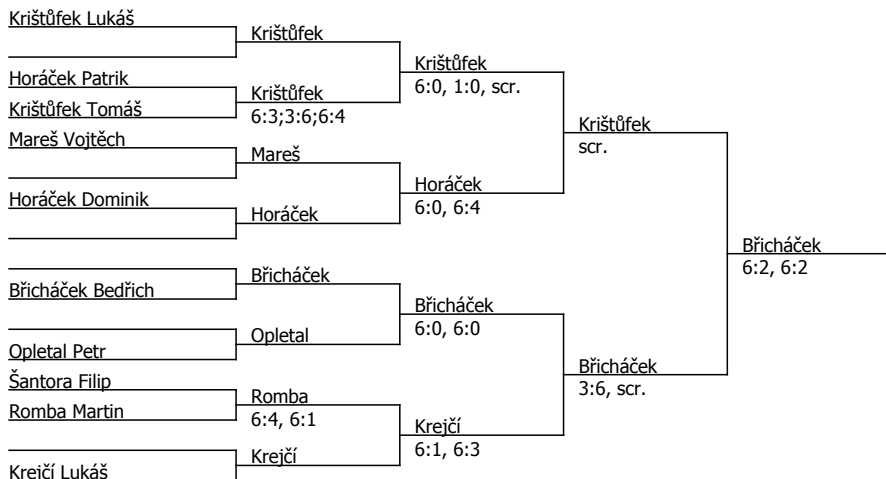 Krištůfek Lukáš
Krištůfek
Krištůfek
6:0, 1:0, scr.
Horáček Patrik
Krištůfek
6:3;3:6;6:4
Krištůfek Tomáš
Krištůfek
scr.
Mareš Vojtěch
Mareš
Horáček
6:0, 6:4
Horáček Dominik
Horáček
Břicháček
6:2, 6:2
Břicháček
Břicháček Bedřich
Břicháček
6:0, 6:0
Opletal
Opletal Petr
Břicháček
3:6, scr.
Šantora Filip
Romba
6:4, 6:1
Romba Martin
Krejčí
6:1, 6:3
Krejčí
Krejčí Lukáš